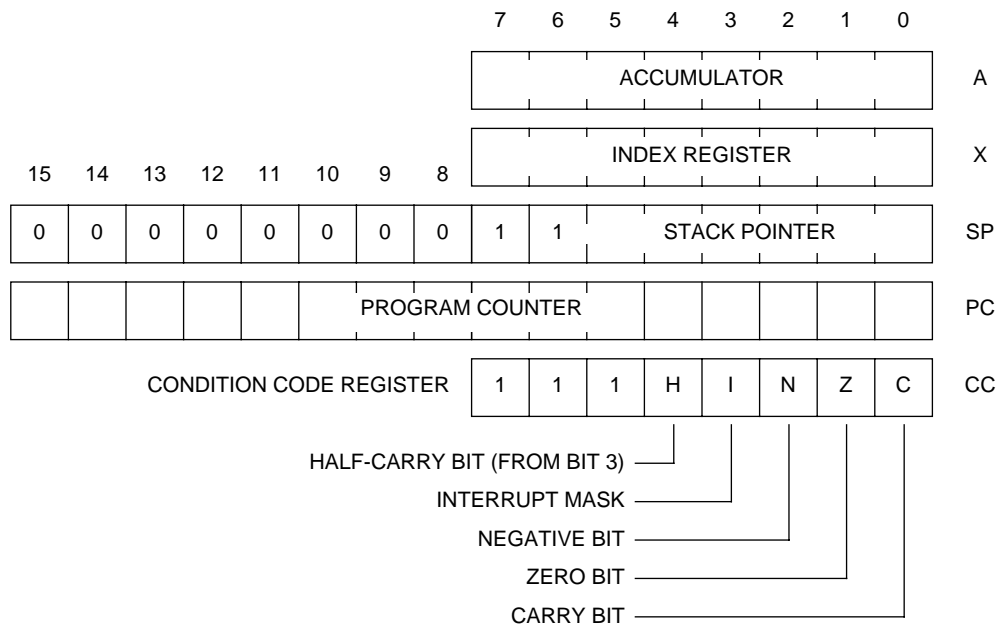 7 6 5 4 3 2 1 0
ACCUMULATOR A
INDEX REGISTER X
15 14 13 12 11 10 9 8
0 0 0 0 0 0 0 0 1 1 STACK POINTER SP
PROGRAM COUNTER PC
CONDITION CODE REGISTER 1 1 1 H I N Z C CC
HALF-CARRY BIT (FROM BIT 3)
INTERRUPT MASK
NEGATIVE BIT
ZERO BIT
CARRY BIT